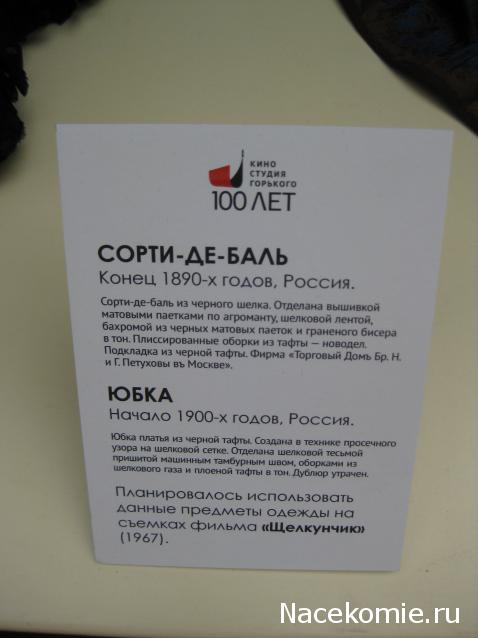 КИНО
СТУДИЯ
ГОРЬКОГО
100 ЛЕТ
СОРТИ-ДЕ-БАЛЬ
Конец 1890-х годов, Россия.
Сорти-де-баль из черного шелка. Отделана вышивкой
матовыми паетками по агроманту, шелковой лентой,
бахромой из черных матовых паеток и граненого бисера
в тон. Плиссированные оборки из тафты — новодел.
Подкладка из черной тафты. Фирма «Торговый Домъ Бр. Н.
и Г. Петуховы въ Москве».
ЮБКА
Начало 1900-х годов, Россия.
Юбка платья из черной тафты. Создана в технике просечного
узора на шелковой сетке. Отделана шелковой тесьмой
пришитой машинным тамбурным швом, оборками из
шелкового газа и плоеной тафты в тон. Дублюр утрачен.
Планировалось использовать
данные предметы одежды на
съемках фильма «Щелкунчик»
(1967).
Nacekomie.ru